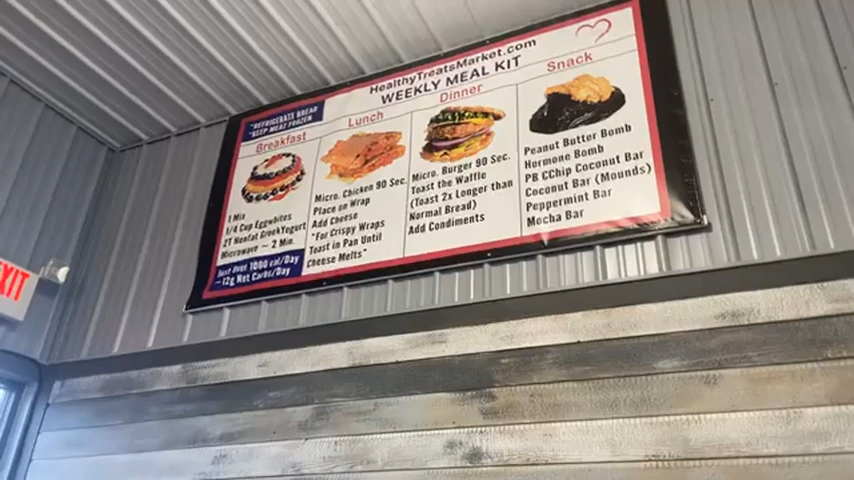 HealthyTreatsMarket.com
WEEKLY MEAL KIT
*REFRIGERATE BREAD
*KEEP MEAT FROZEN
Breakfast
1 Mix
1/4 Cup Eggwhites
2T Nonfat GreekYogurt
Microwave ~ 2 Min.
Just Over 1000 cal/Day
~12g Net Carbs/Day
Lunch
Micro. Chicken 90 Sec.
Place on Wrap
Add Cheese
*For Crispy Wraps
Toast in Pan Until
Cheese Melts*
Dinner
Micro. Burger 90 Sec.
Toast the Waffle
(Toast 2x Longer than
Normal Bread)
Add Condiments
Snack
Peanut Butter Bomb
Hormone Bomb
PB CChip Coconut Bar
Coconut Bar (Mounds)
Peppermint Bar
Mocha Bar
EXIT